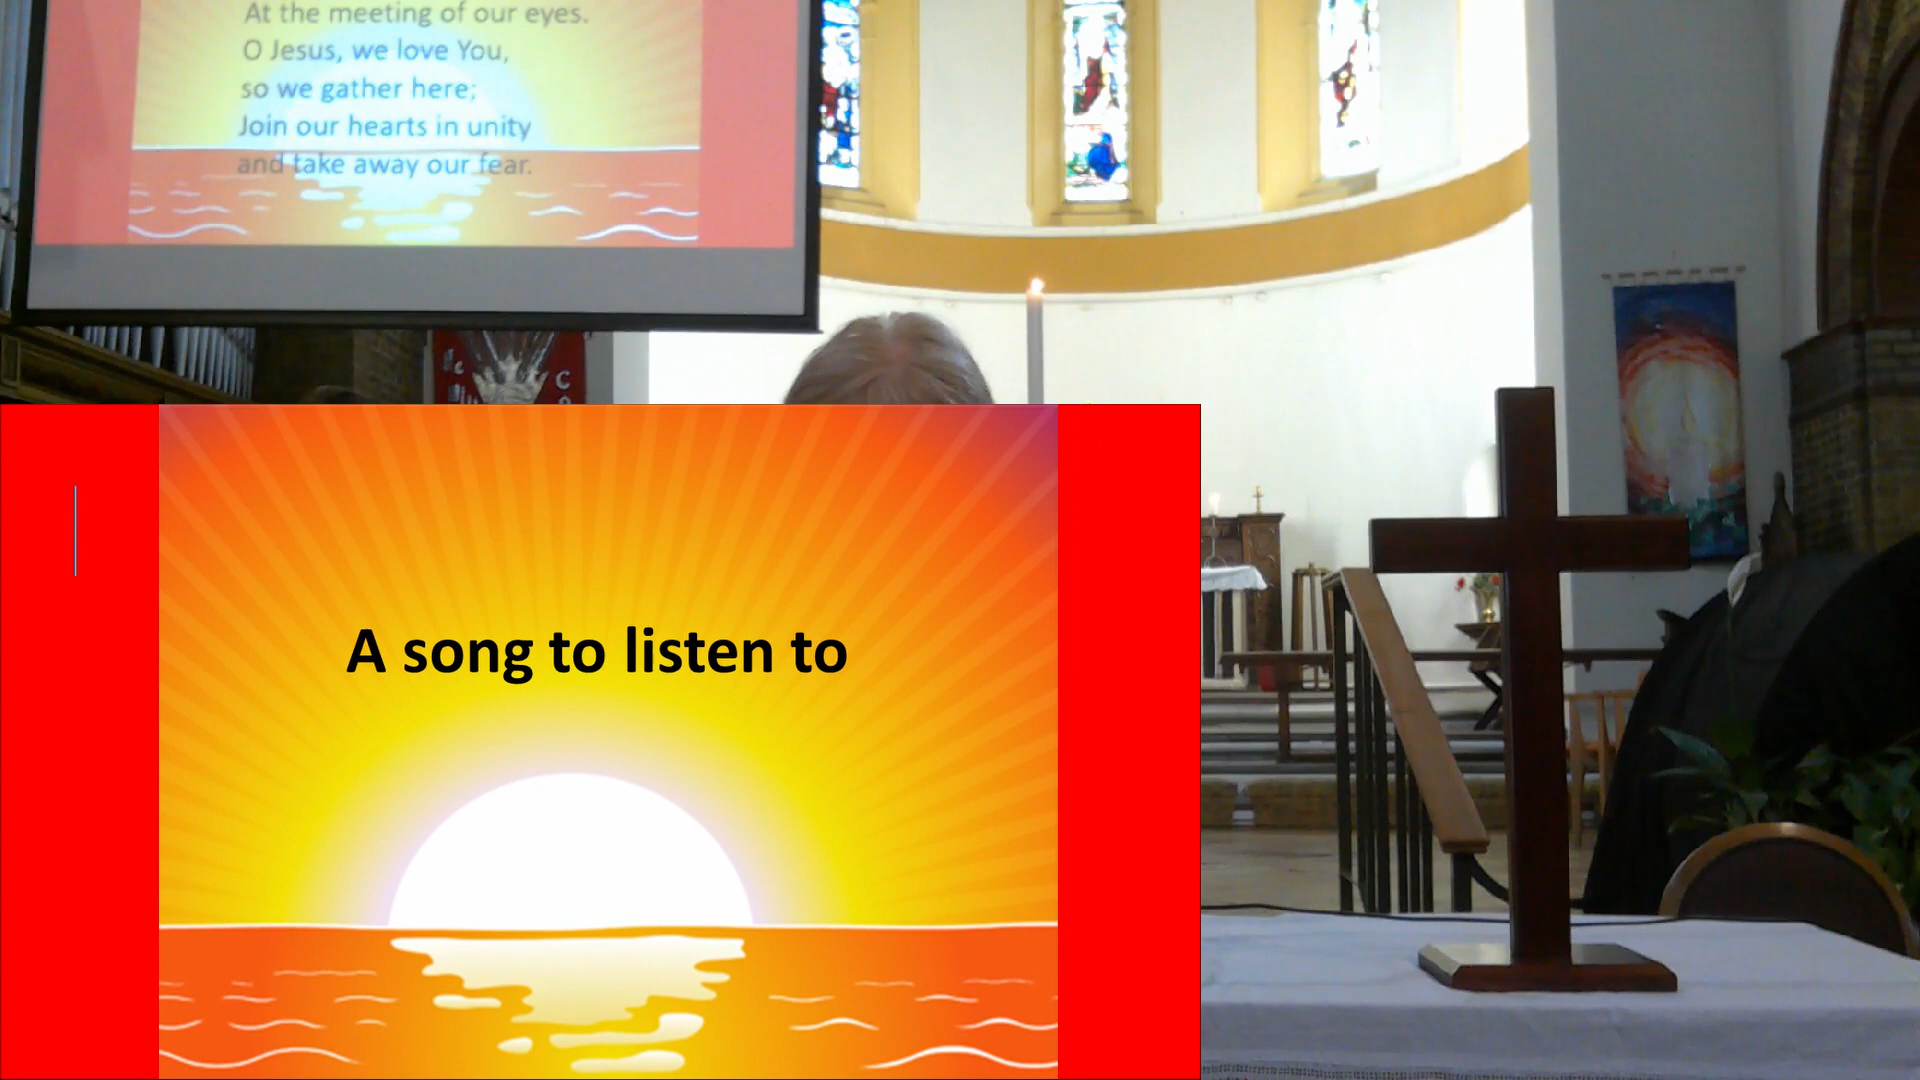 At the meeting of our eyes.
O Jesus, we love You,
so we gather here;
Join our hearts in unity
and take away our fear.
A song to listen to